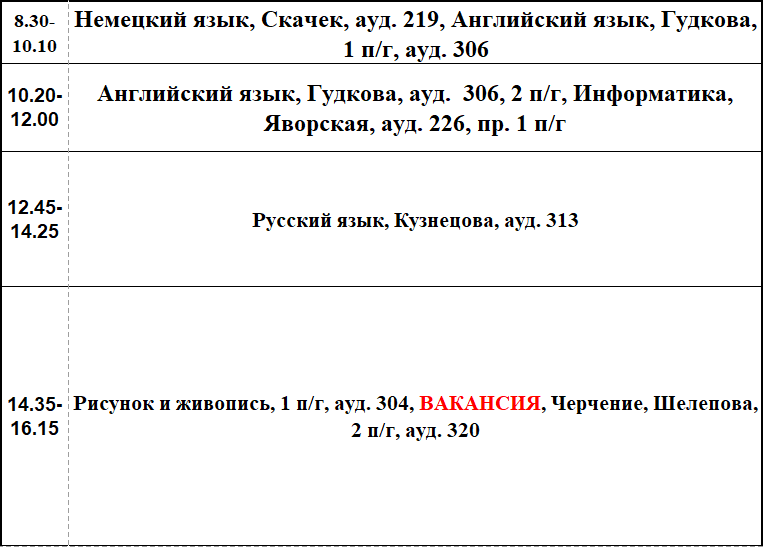 8.30-
10.10
Немецкий язык, Скачек, ауд. 219, Английский язык, Гудкова,
1 п/г, ауд. 306
10.20-
12.00
Английский язык, Гудкова, ауд. 306, 2 п/г, Информатика,
Яворская, ауд. 226, пр. 1 п/г
12.45-
14.25
Русский язык, Кузнецова, ауд. 313
14.35-
16.15
Рисунок и живопись, 1 п/г, ауд. 304, ВАКАНСИЯ, Черчение, Шелепова,
2 п/г, ауд. 320